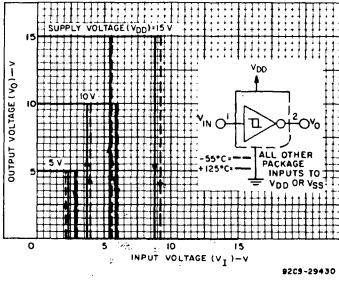 SUPPLY VOLTAGE (VDD)=15 V
15
10 V
10
5 V
5
0
OUTPUT VOLTAGE (VO)—V
VDD
VIN
1
2
VO
-55°C=
+125°C=
ALL OTHER
PACKAGE
INPUTS TO
VDD OR VSS
0
5
10
15
INPUT VOLTAGE (VI)—V
92CS-29430